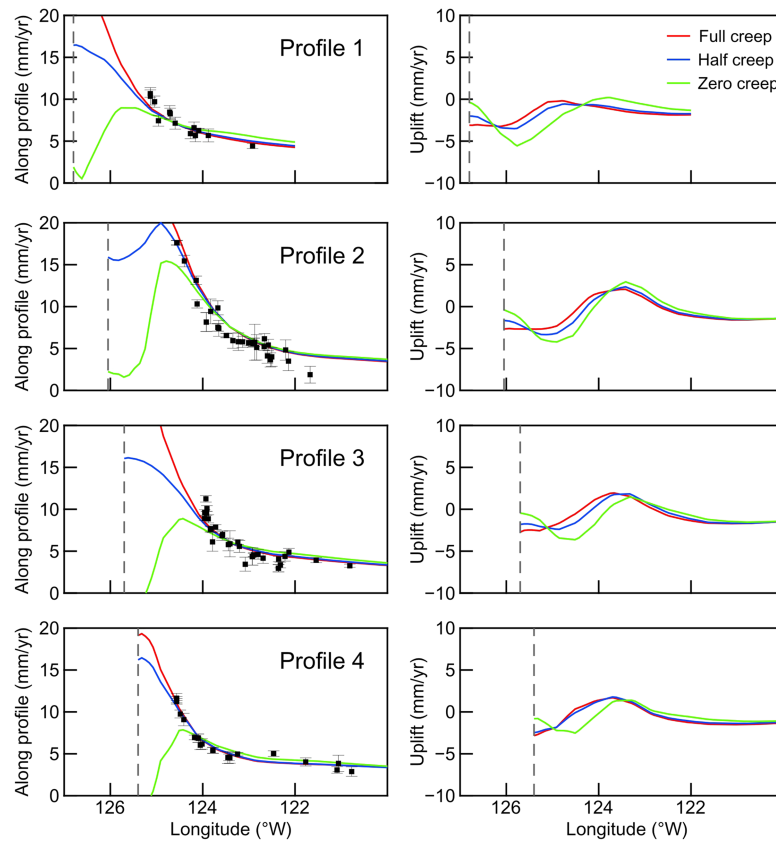 20
15
10
5
0
Along profile (mm/yr)
Profile 1
10
5
0
−5
−10
Uplift (mm/yr)
Full creep
Half creep
Zero creep
20
15
10
5
0
Along profile (mm/yr)
Profile 2
10
5
0
−5
−10
Uplift (mm/yr)
20
15
10
5
0
Along profile (mm/yr)
Profile 3
10
5
0
−5
−10
Uplift (mm/yr)
20
15
10
5
0
Along profile (mm/yr)
Profile 4
126 124 122
Longitude (°W)
10
5
0
−5
−10
Uplift (mm/yr)
126 124 122
Longitude (°W)